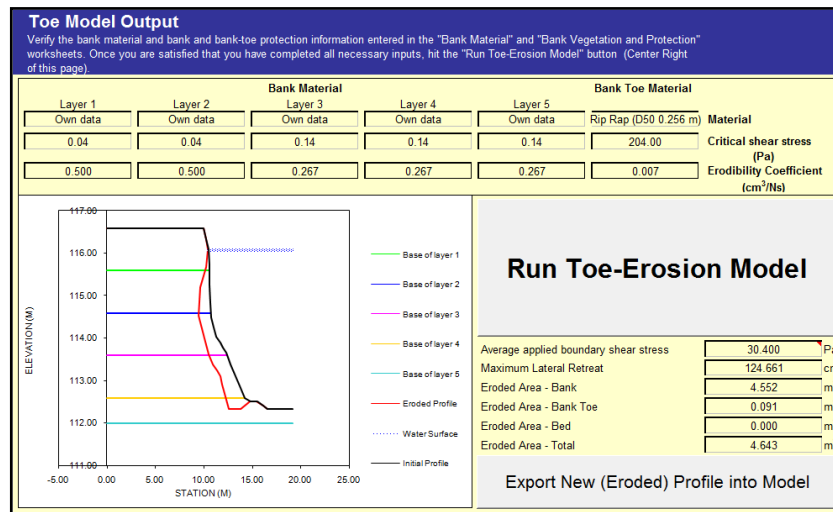 Toe Model Output
Verify the bank material and bank and bank-toe protection information entered in the "Bank Material" and "Bank Vegetation and Protection"
worksheets. Once you are satisfied that you have completed all necessary inputs, hit the "Run Toe-Erosion Model" button (Center Right
of this page).
Bank Material Bank Toe Material
Layer 1 Layer 2 Layer 3 Layer 4 Layer 5
Own data Own data Own data Own data Own data Rip Rap (D50 0.256 m) Material
0.04 0.04 0.14 0.14 0.14 204.00 Critical shear stress
(Pa)
0.500 0.500 0.267 0.267 0.267 0.007 Erodibility Coefficient
(cm³/Ns)
117.00
116.00
115.00
114.00
113.00
112.00
111.00
ELEVATION (M)
-5.00 0.00 5.00 10.00 15.00 20.00 25.00
STATION (M)
Base of layer 1
Base of layer 2
Base of layer 3
Base of layer 4
Base of layer 5
Eroded Profile
Water Surface
Initial Profile
Run Toe-Erosion Model
Average applied boundary shear stress 30.400 Pa
Maximum Lateral Retreat 124.661 cm
Eroded Area - Bank 4.552 m
Eroded Area - Bank Toe 0.091 m
Eroded Area - Bed 0.000 m
Eroded Area - Total 4.643 m
Export New (Eroded) Profile into Model